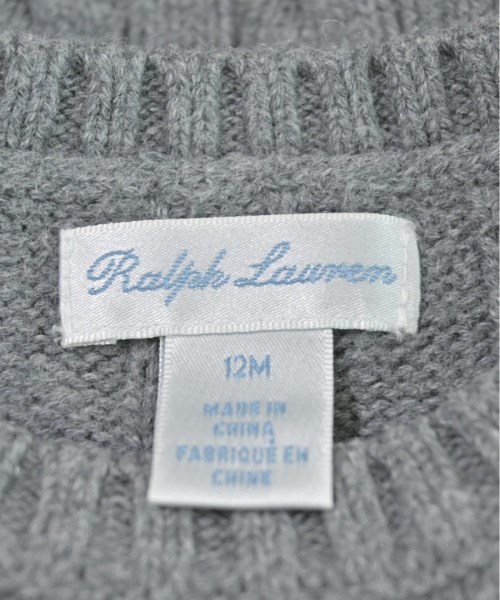 Ralph Lauren
12M
MADE IN
CHINA
FABRIQUÉ EN
CHINE